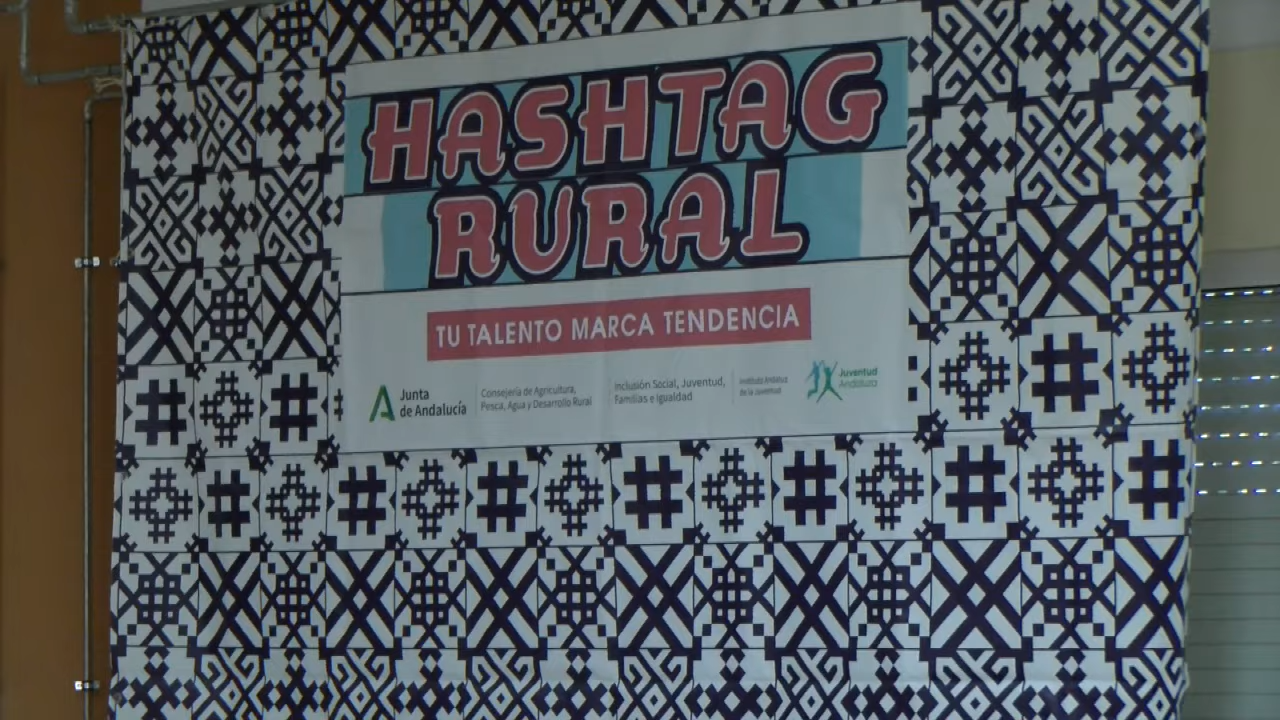 HASHTAG
RURAL
TU TALENTO MARCA TENDENCIA
Junta
de Andalucía
Consejería de Agricultura,
Pesca, Agua y Desarrollo Rural
Inclusión Social, Juventud,
Familias e Igualdad
Instituto Andaluz
de la Juventud
Juventud
Andaluza